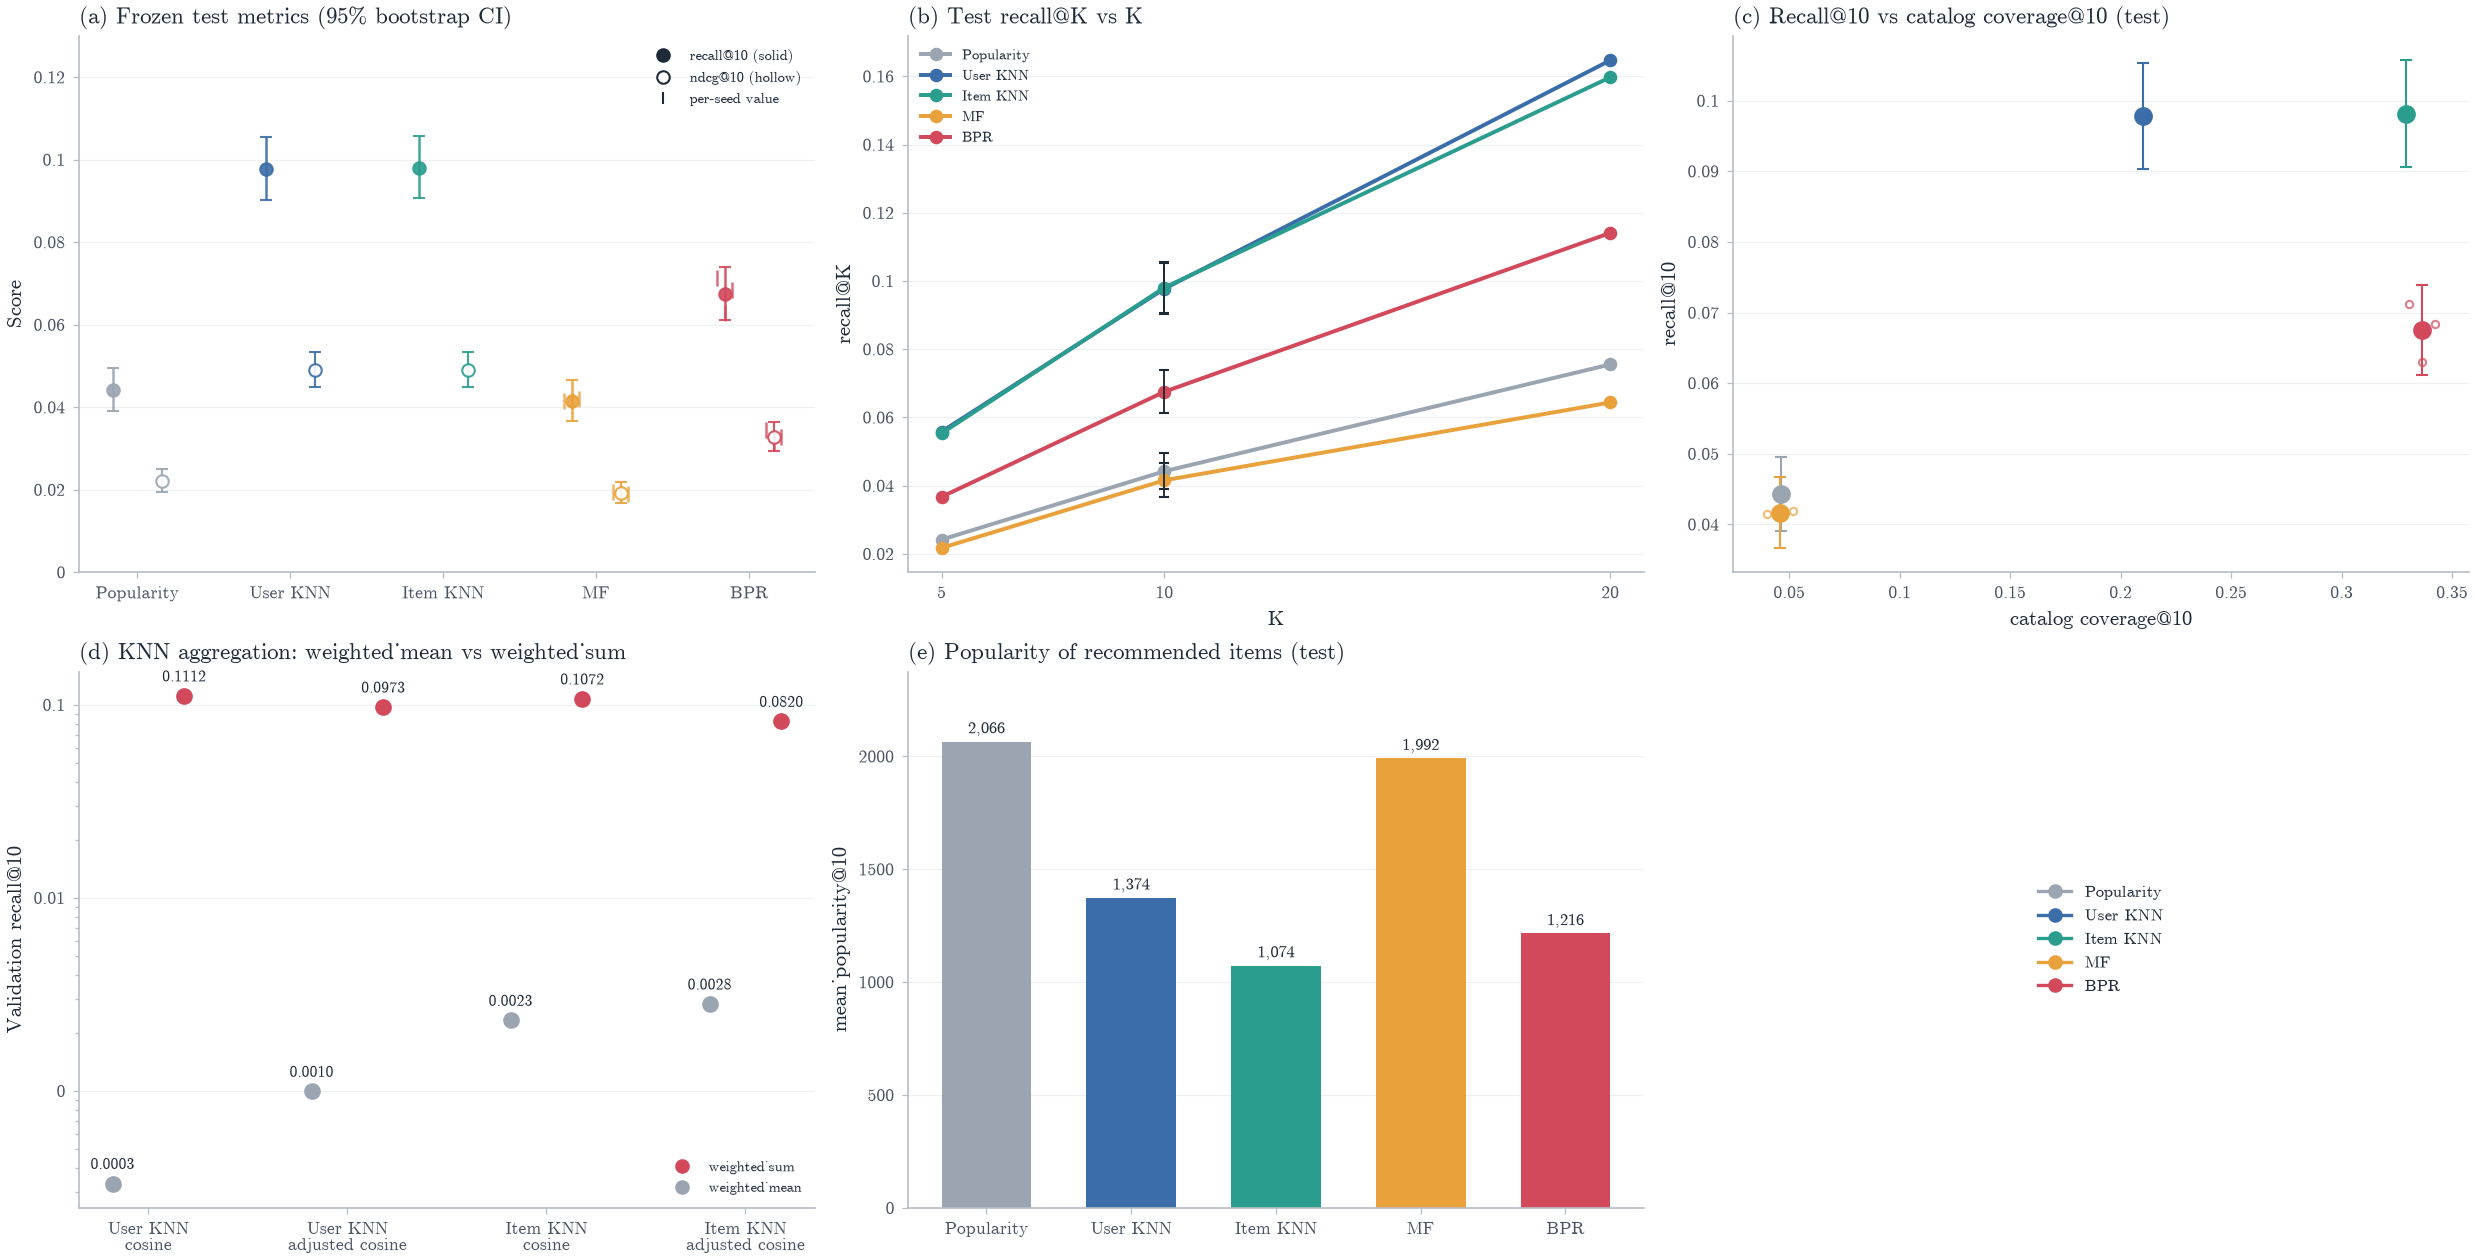 (a) Frozen test metrics (95% bootstrap CI)
recall@10 (solid)
ndcg@10 (hollow)
per-seed value
Score
0.12
0.1
0.08
0.06
0.04
0.02
0
Popularity
User KNN
Item KNN
MF
BPR
(b) Test recall@K vs K
Popularity
User KNN
Item KNN
MF
BPR
recall@K
0.16
0.14
0.12
0.1
0.08
0.06
0.04
0.02
5
10
20
K
(c) Recall@10 vs catalog coverage@10 (test)
recall@10
0.1
0.09
0.08
0.07
0.06
0.05
0.04
0.05
0.1
0.15
0.2
0.25
0.3
0.35
catalog coverage@10
(d) KNN aggregation: weighted˙mean vs weighted˙sum
Validation recall@10
0.1
0.01
0
0.1112
0.0973
0.1072
0.0820
0.0003
0.0010
0.0023
0.0028
weighted˙sum
weighted˙mean
User KNN
cosine
User KNN
adjusted cosine
Item KNN
cosine
Item KNN
adjusted cosine
(e) Popularity of recommended items (test)
mean˙popularity@10
2000
1500
1000
500
0
2,066
1,374
1,074
1,992
1,216
Popularity
User KNN
Item KNN
MF
BPR
Popularity
User KNN
Item KNN
MF
BPR